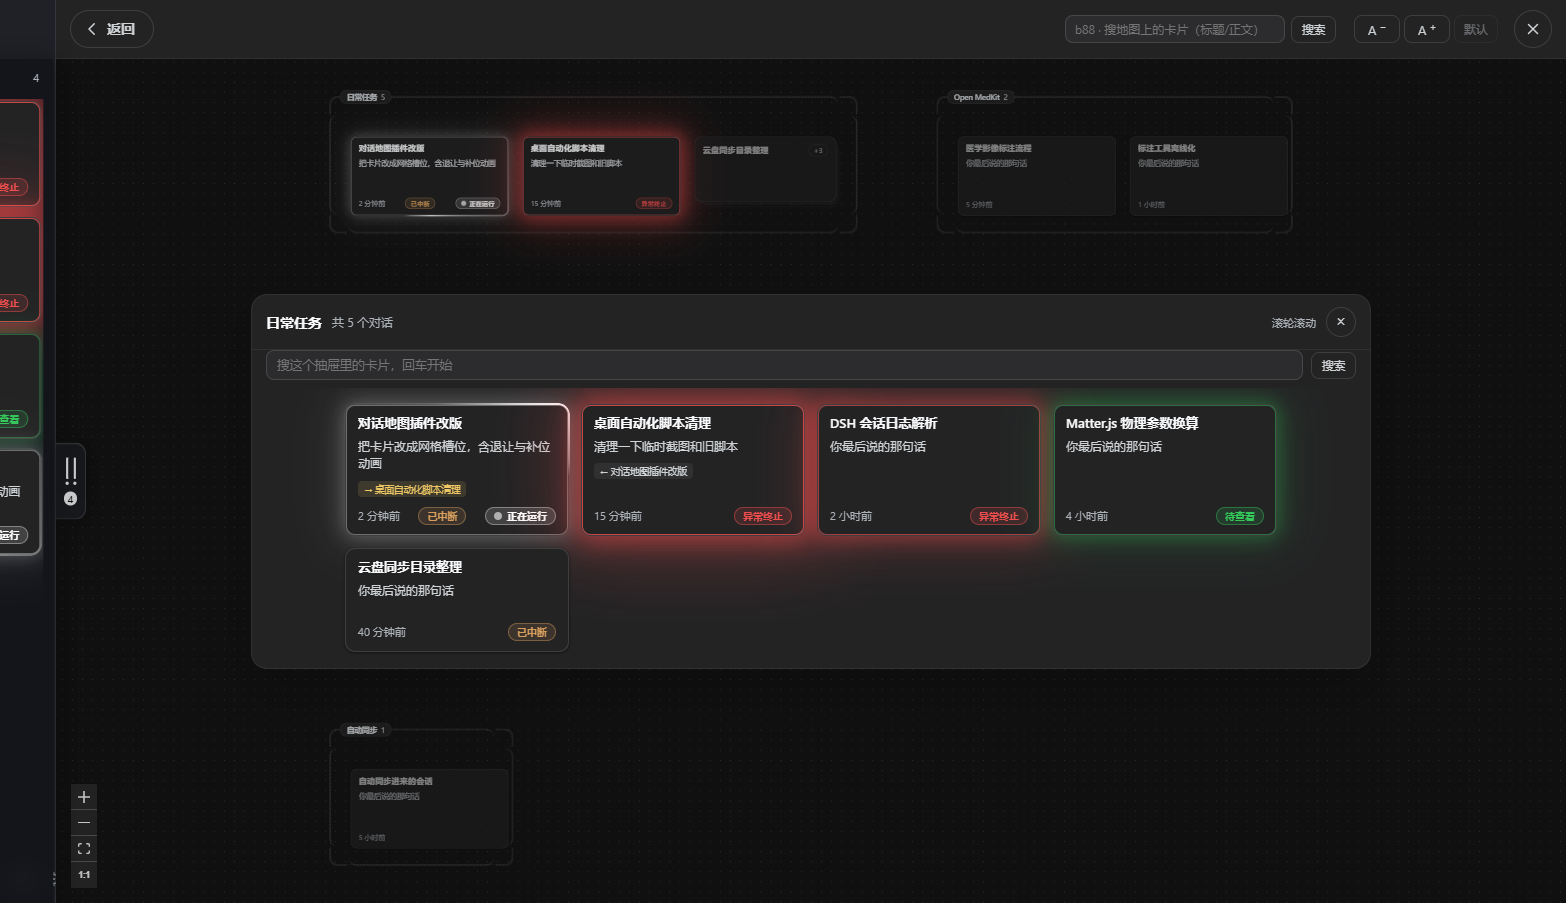 返回
b88 · 搜地图上的卡片（标题/正文）
搜索
A⁻
A⁺
默认
4
终止
终止
查看
动画
运行
4
日常任务 5
对话地图插件改版
把卡片改成网格槽位，含退让与补位动画
2 分钟前
已中断
正在运行
桌面自动化脚本清理
清理一下临时截图和旧脚本
15 分钟前
异常终止
云盘同步目录整理
+3
Open MedKit 2
医学影像标注流程
你最后说的那句话
5 分钟前
标注工具离线化
你最后说的那句话
1 小时前
日常任务 共 5 个对话
滚轮滚动
搜这个抽屉里的卡片，回车开始
搜索
对话地图插件改版
把卡片改成网格槽位，含退让与补位
动画
→ 桌面自动化脚本清理
2 分钟前
已中断
正在运行
桌面自动化脚本清理
清理一下临时截图和旧脚本
← 对话地图插件改版
15 分钟前
异常终止
DSH 会话日志解析
你最后说的那句话
2 小时前
异常终止
Matter.js 物理参数换算
你最后说的那句话
4 小时前
待查看
云盘同步目录整理
你最后说的那句话
40 分钟前
已中断
自动同步 1
自动同步进来的会话
你最后说的那句话
5 小时前
1:1